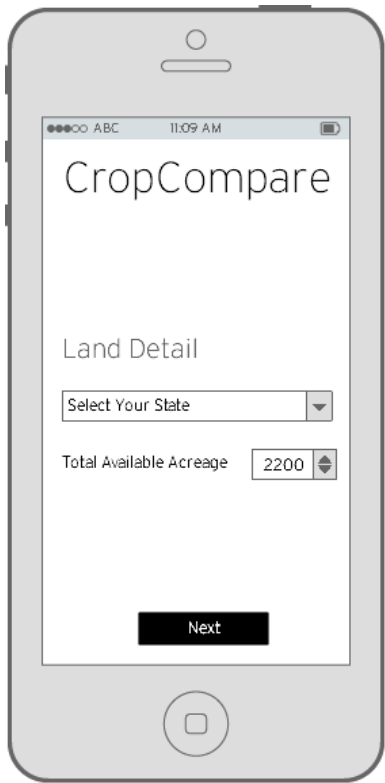 ABC 11:09 AM
CropCompare
Land Detail
Select Your State
Total Available Acreage 2200
Next